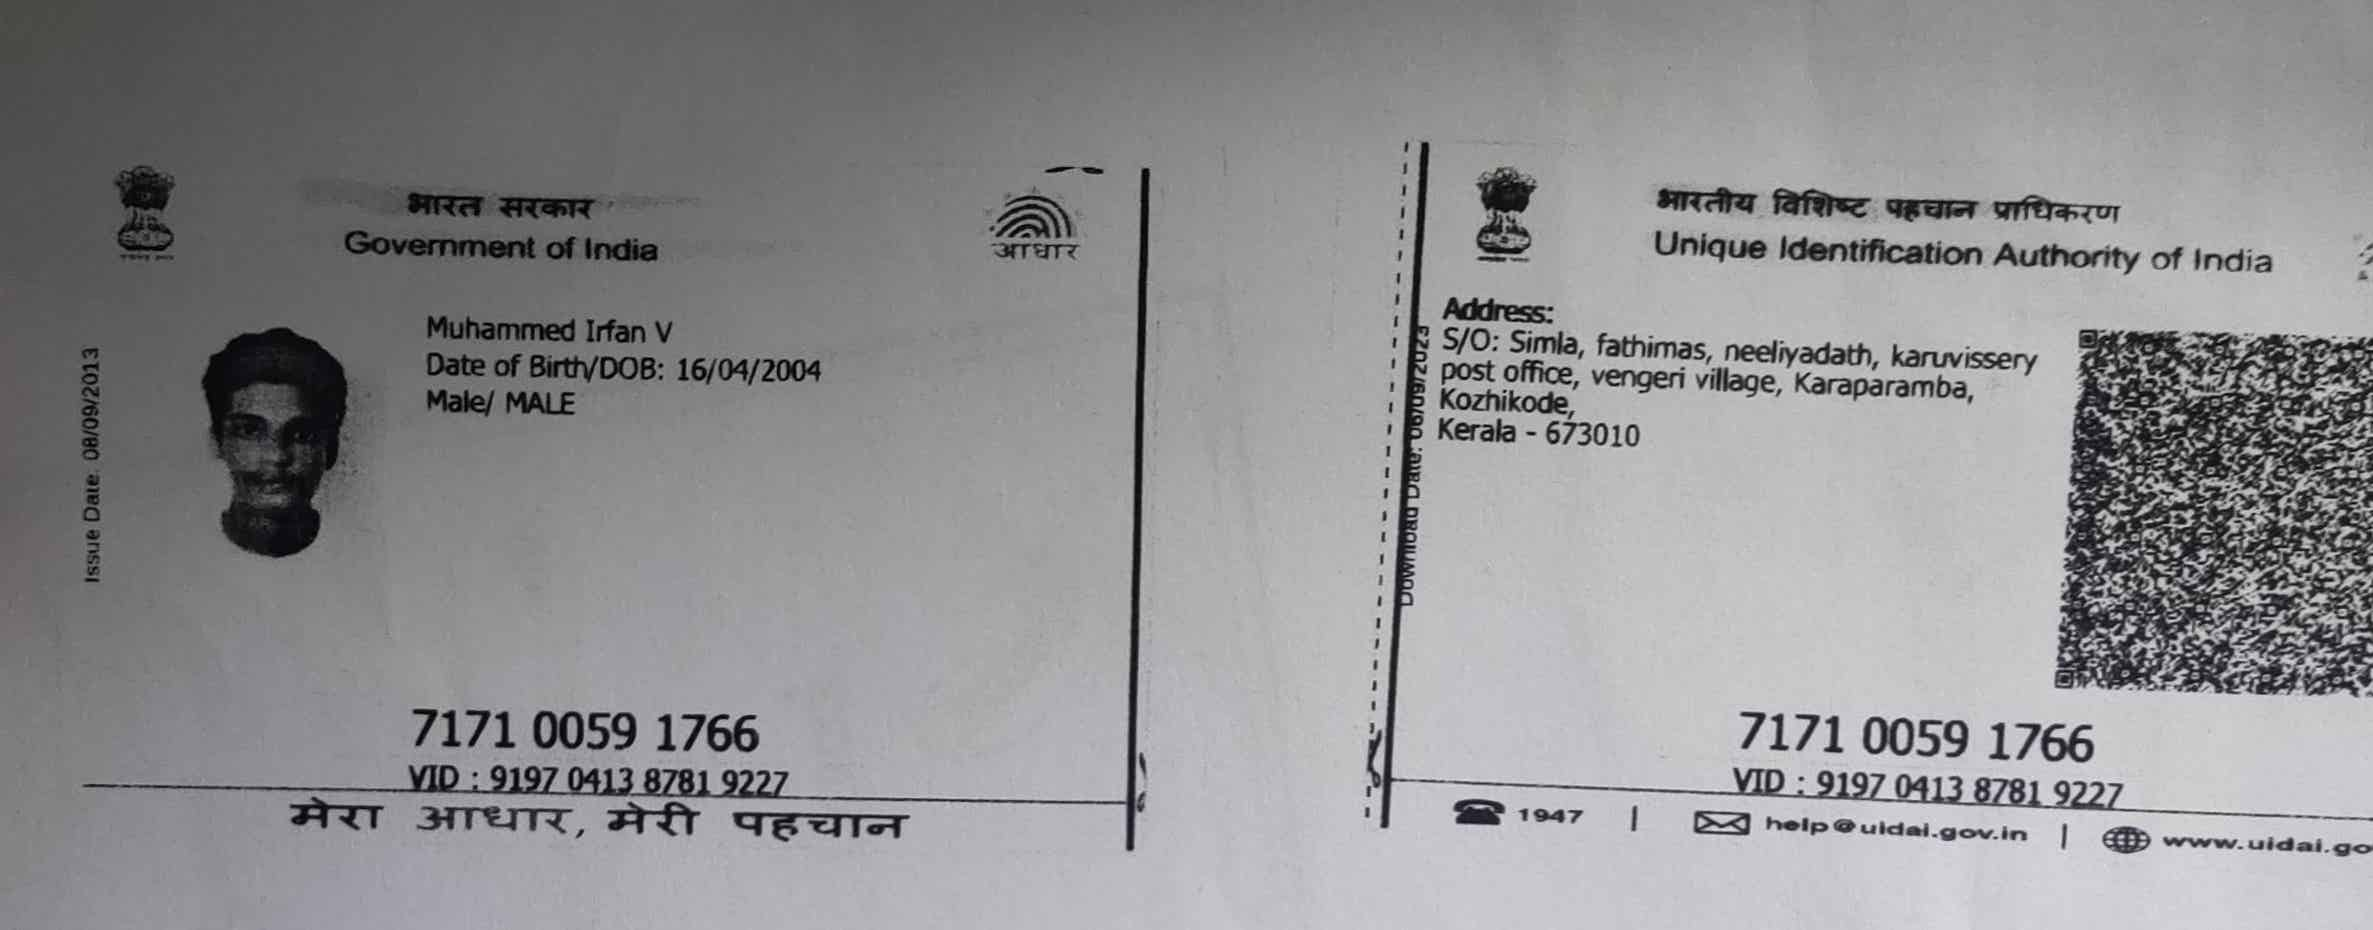 भारत सरकार
Government of India
आधार
Issue Date: 08/09/2013
Muhammed Irfan V
Date of Birth/DOB: 16/04/2004
Male/ MALE
7171 0059 1766
VID : 9197 0413 8781 9227
मेरा आधार, मेरी पहचान
भारतीय विशिष्ट पहचान प्राधिकरण
Unique Identification Authority of India
Download Date: 06/09/2023
Address:
S/O: Simla, fathimas, neeliyadath, karuvissery
post office, vengeri village, Karaparamba,
Kozhikode,
Kerala - 673010
7171 0059 1766
VID : 9197 0413 8781 9227
1947 | help@uidai.gov.in | www.uidai.go